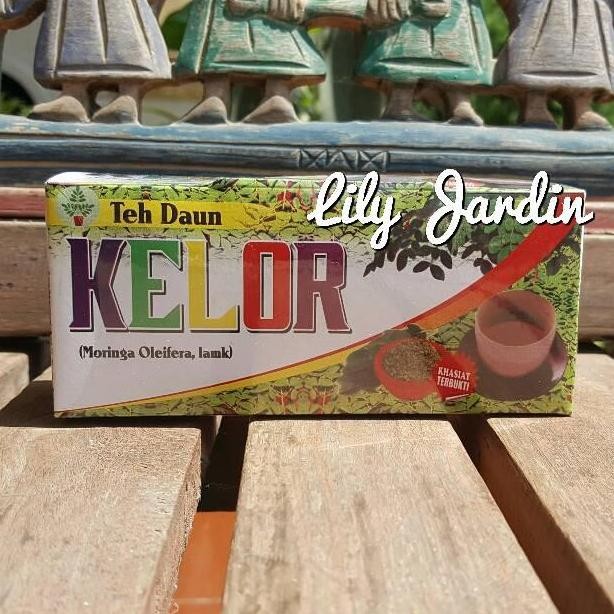 Teh Daun
Lily Jardin
KELOR
(Moringa Oleifera, lamk)
KHASIAT
TERBUKTI